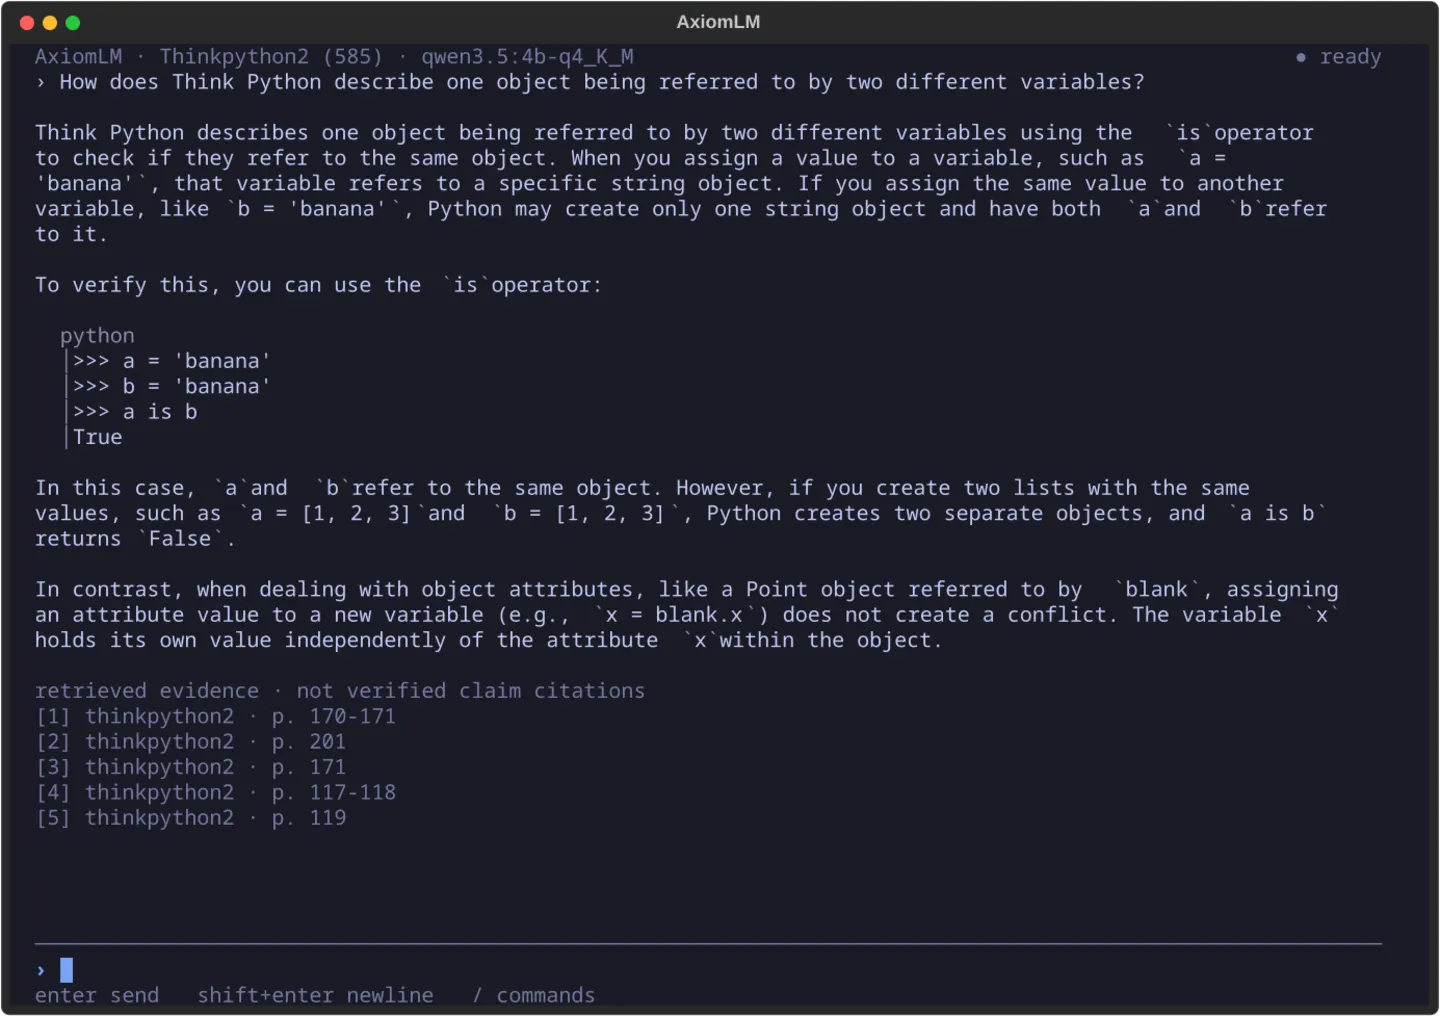 AxiomLM
AxiomLM · Thinkpython2 (585) · qwen3.5:4b-q4_K_M ● ready
› How does Think Python describe one object being referred to by two different variables?
Think Python describes one object being referred to by two different variables using the `is`operator
to check if they refer to the same object. When you assign a value to a variable, such as `a =
'banana'`, that variable refers to a specific string object. If you assign the same value to another
variable, like `b = 'banana'`, Python may create only one string object and have both `a`and `b`refer
to it.
To verify this, you can use the `is`operator:
python
│>>> a = 'banana'
│>>> b = 'banana'
│>>> a is b
│True
In this case, `a`and `b`refer to the same object. However, if you create two lists with the same
values, such as `a = [1, 2, 3]`and `b = [1, 2, 3]`, Python creates two separate objects, and `a is b`
returns `False`.
In contrast, when dealing with object attributes, like a Point object referred to by `blank`, assigning
an attribute value to a new variable (e.g., `x = blank.x`) does not create a conflict. The variable `x`
holds its own value independently of the attribute `x`within the object.
retrieved evidence · not verified claim citations
[1] thinkpython2 · p. 170-171
[2] thinkpython2 · p. 201
[3] thinkpython2 · p. 171
[4] thinkpython2 · p. 117-118
[5] thinkpython2 · p. 119
›
enter send shift+enter newline / commands